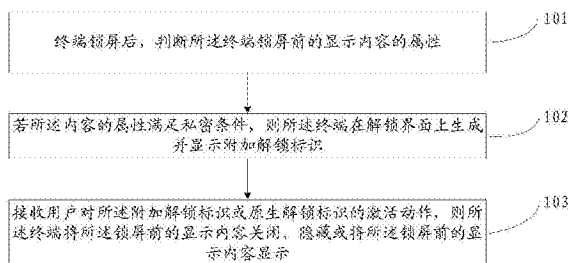 101
终端锁屏后，判断所述终端锁屏前的显示内容的属性
102
若所述内容的属性满足私密条件，则所述终端在解锁界面上生成
并显示附加解锁标识
103
接收用户对所述附加解锁标识或原生解锁标识的激活动作，则所
述终端将所述锁屏前的显示内容关闭、隐藏或将所述锁屏前的显
示内容显示